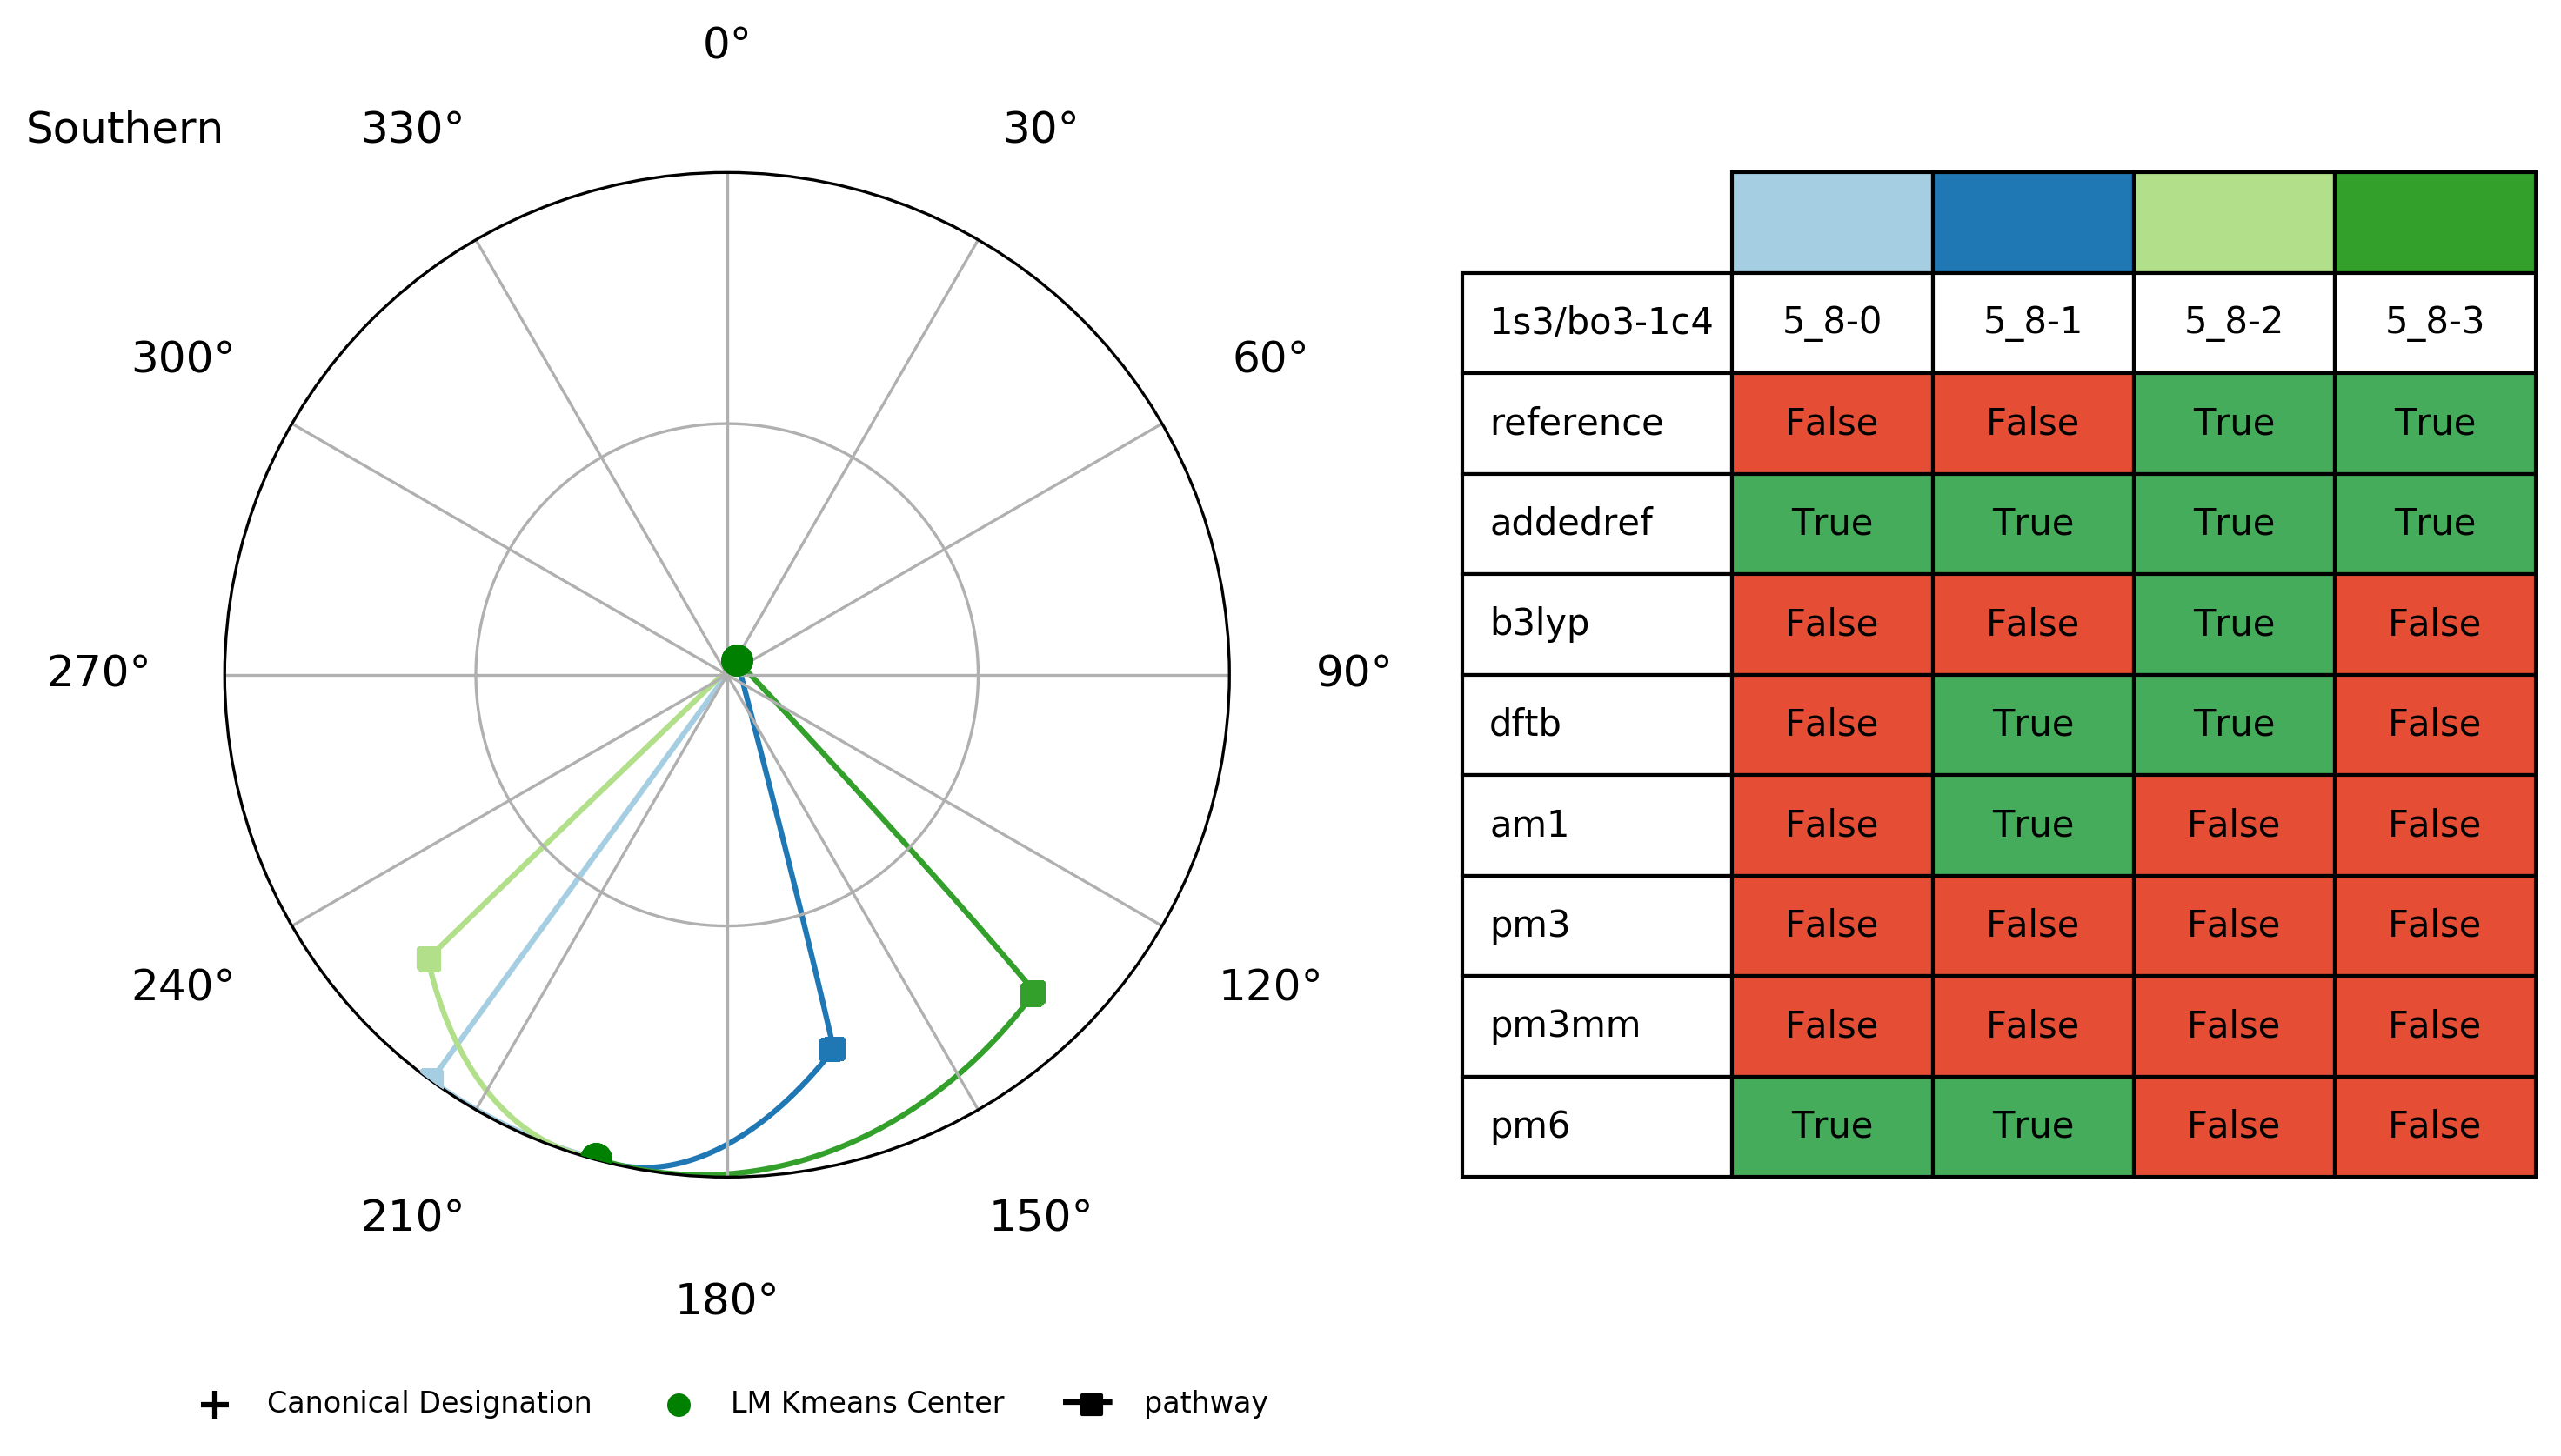 0°
Southern
330°
30°
300°
60°
270°
90°
240°
120°
210°
150°
180°
Canonical Designation
LM Kmeans Center
pathway
1s3/bo3-1c4 5_8-0 5_8-1 5_8-2 5_8-3
reference False False True True
addedref True True True True
b3lyp False False True False
dftb False True True False
am1 False True False False
pm3 False False False False
pm3mm False False False False
pm6 True True False False